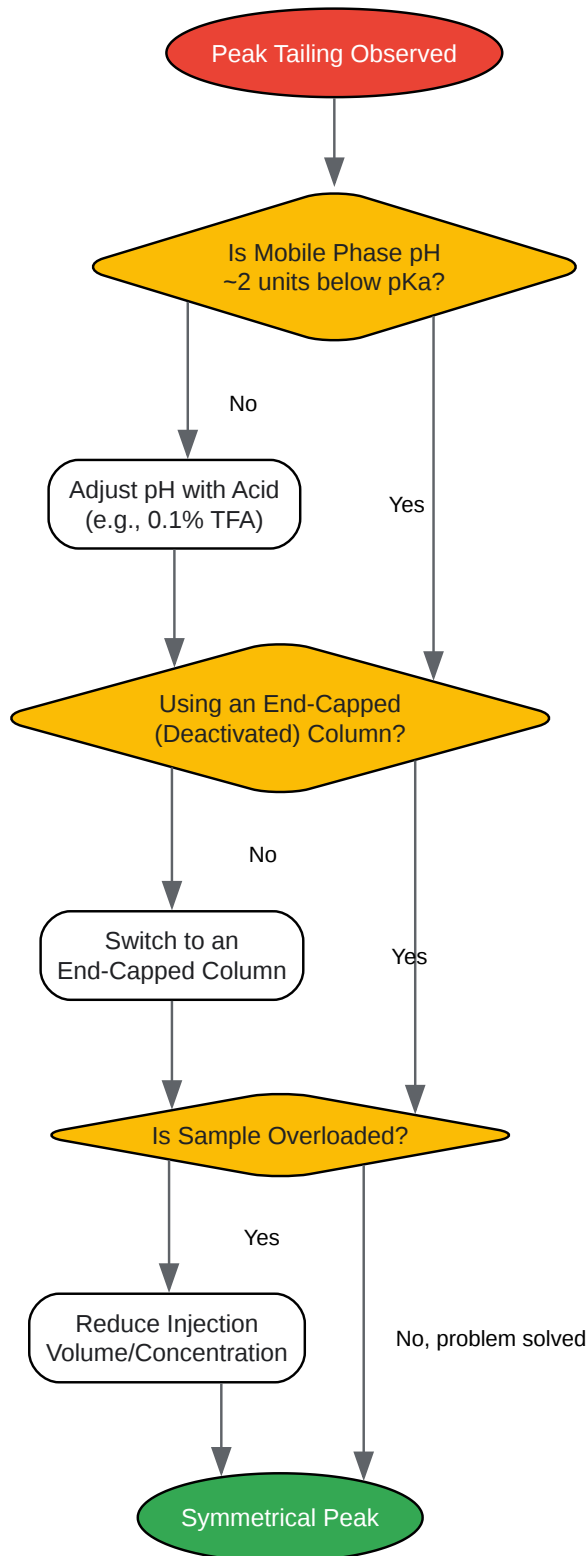 Peak Tailing Observed
Is Mobile Phase pH
~2 units below pKa?
No
Adjust pH with Acid
(e.g., 0.1% TFA)
Yes
Using an End-Capped
(Deactivated) Column?
No
Switch to an
End-Capped Column
Yes
Is Sample Overloaded?
Yes
Reduce Injection
Volume/Concentration
No, problem solved
Symmetrical Peak